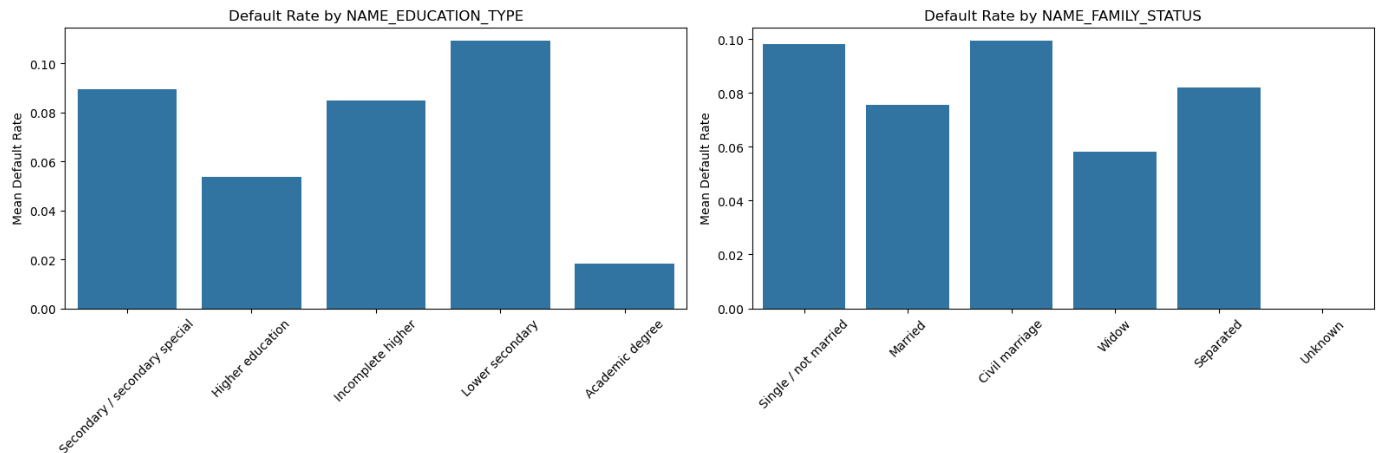 Default Rate by NAME_EDUCATION_TYPE
Mean Default Rate
0.10
0.08
0.06
0.04
0.02
0.00
Secondary / secondary special
Higher education
Incomplete higher
Lower secondary
Academic degree
Default Rate by NAME_FAMILY_STATUS
Mean Default Rate
0.10
0.08
0.06
0.04
0.02
0.00
Single / not married
Married
Civil marriage
Widow
Separated
Unknown